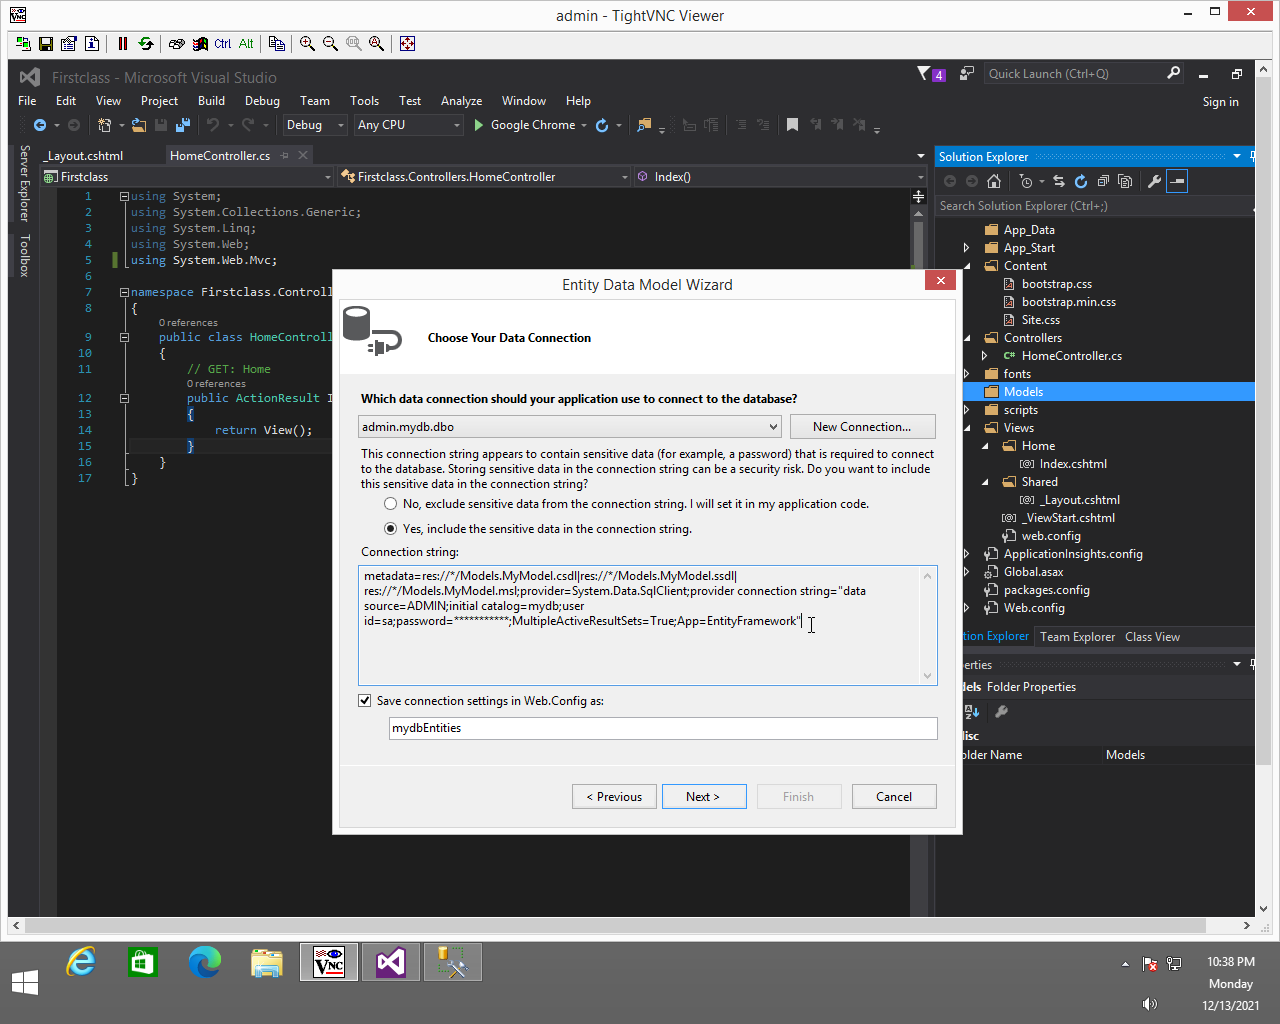 admin - TightVNC Viewer
Ctrl Alt
Firstclass - Microsoft Visual Studio
4
Quick Launch (Ctrl+Q)
File Edit View Project Build Debug Team Tools Test Analyze Window Help
Sign in
Debug Any CPU Google Chrome
Server Explorer
Toolbox
_Layout.cshtml HomeController.cs
Firstclass Firstclass.Controllers.HomeController Index()
1 using System;
2 using System.Collections.Generic;
3 using System.Linq;
4 using System.Web;
5 using System.Web.Mvc;
6
7 namespace Firstclass.Controll
8 {
0 references
9 public class HomeControll
10 {
11 // GET: Home
0 references
12 public ActionResult I
13 {
14 return View();
15 }
16 }
17 }
Solution Explorer
Search Solution Explorer (Ctrl+;)
App_Data
App_Start
Content
bootstrap.css
bootstrap.min.css
Site.css
Controllers
C# HomeController.cs
fonts
Models
scripts
Views
Home
Index.cshtml
Shared
_Layout.cshtml
_ViewStart.cshtml
web.config
ApplicationInsights.config
Global.asax
packages.config
Web.config
tion Explorer Team Explorer Class View
erties
dels Folder Properties
lisc
older Name Models
Entity Data Model Wizard
Choose Your Data Connection
Which data connection should your application use to connect to the database?
admin.mydb.dbo
New Connection...
This connection string appears to contain sensitive data (for example, a password) that is required to connect
to the database. Storing sensitive data in the connection string can be a security risk. Do you want to include
this sensitive data in the connection string?
No, exclude sensitive data from the connection string. I will set it in my application code.
Yes, include the sensitive data in the connection string.
Connection string:
metadata=res://*/Models.MyModel.csdl|res://*/Models.MyModel.ssdl|
res://*/Models.MyModel.msl;provider=System.Data.SqlClient;provider connection string="data
source=ADMIN;initial catalog=mydb;user
id=sa;password=***********;MultipleActiveResultSets=True;App=EntityFramework"
Save connection settings in Web.Config as:
mydbEntities
< Previous Next > Finish Cancel
VNC
10:38 PM
Monday
12/13/2021